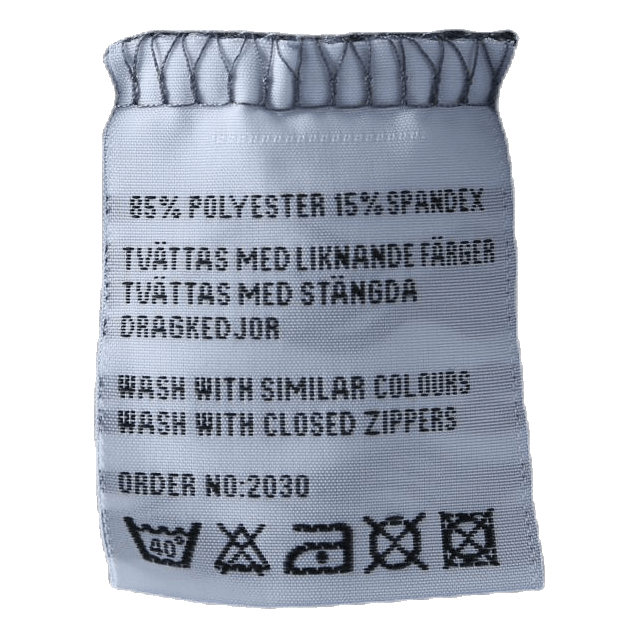 85% POLYESTER 15% SPANDEX
TVÄTTAS MED LIKNANDE FÄRGER
TVÄTTAS MED STÄNGDA
DRAGKEDJOR
WASH WITH SIMILAR COLOURS
WASH WITH CLOSED ZIPPERS
ORDER NO:2030
40°